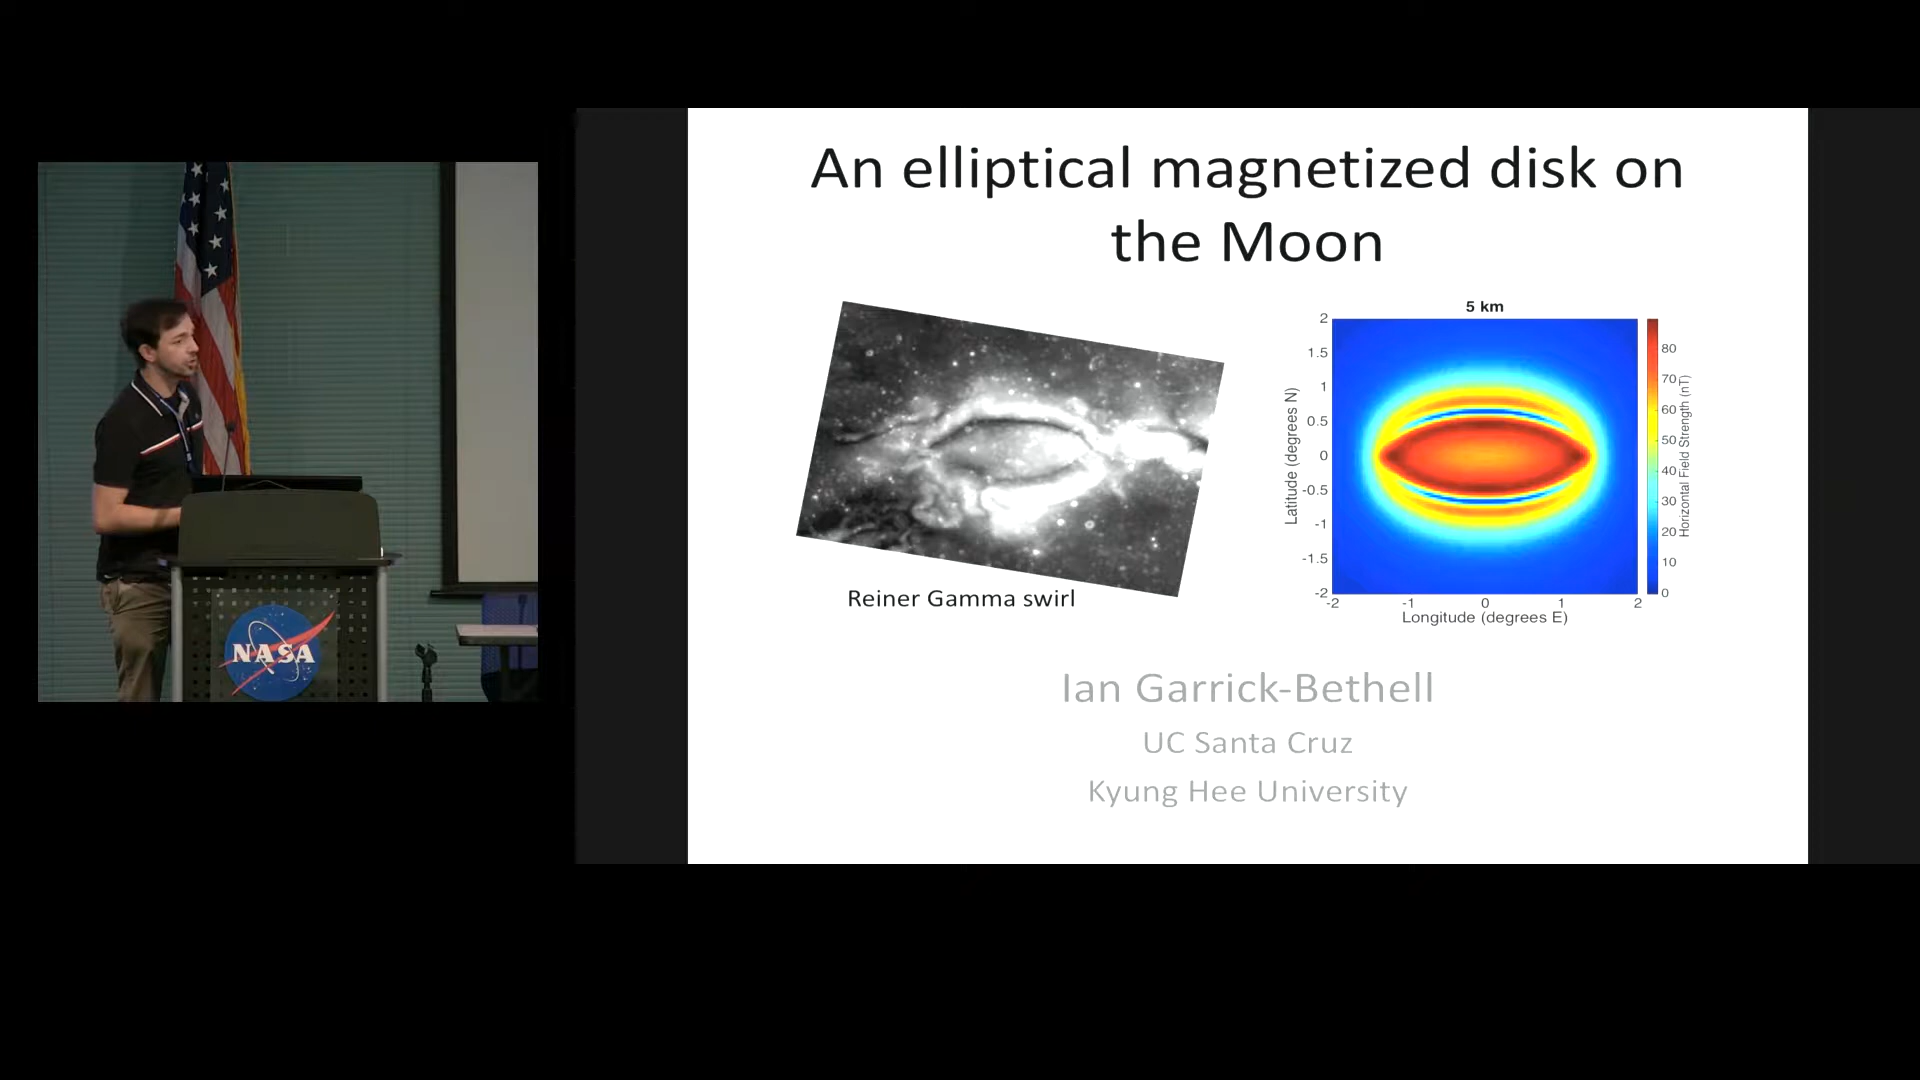 An elliptical magnetized disk on
the Moon
Reiner Gamma swirl
5 km
2
1.5
1
0.5
0
-0.5
-1
-1.5
-2
Latitude (degrees N)
-2
-1
0
1
2
Longitude (degrees E)
80
70
60
50
40
30
20
10
0
Horizontal Field Strength (nT)
Ian Garrick-Bethell
UC Santa Cruz
Kyung Hee University
NASA